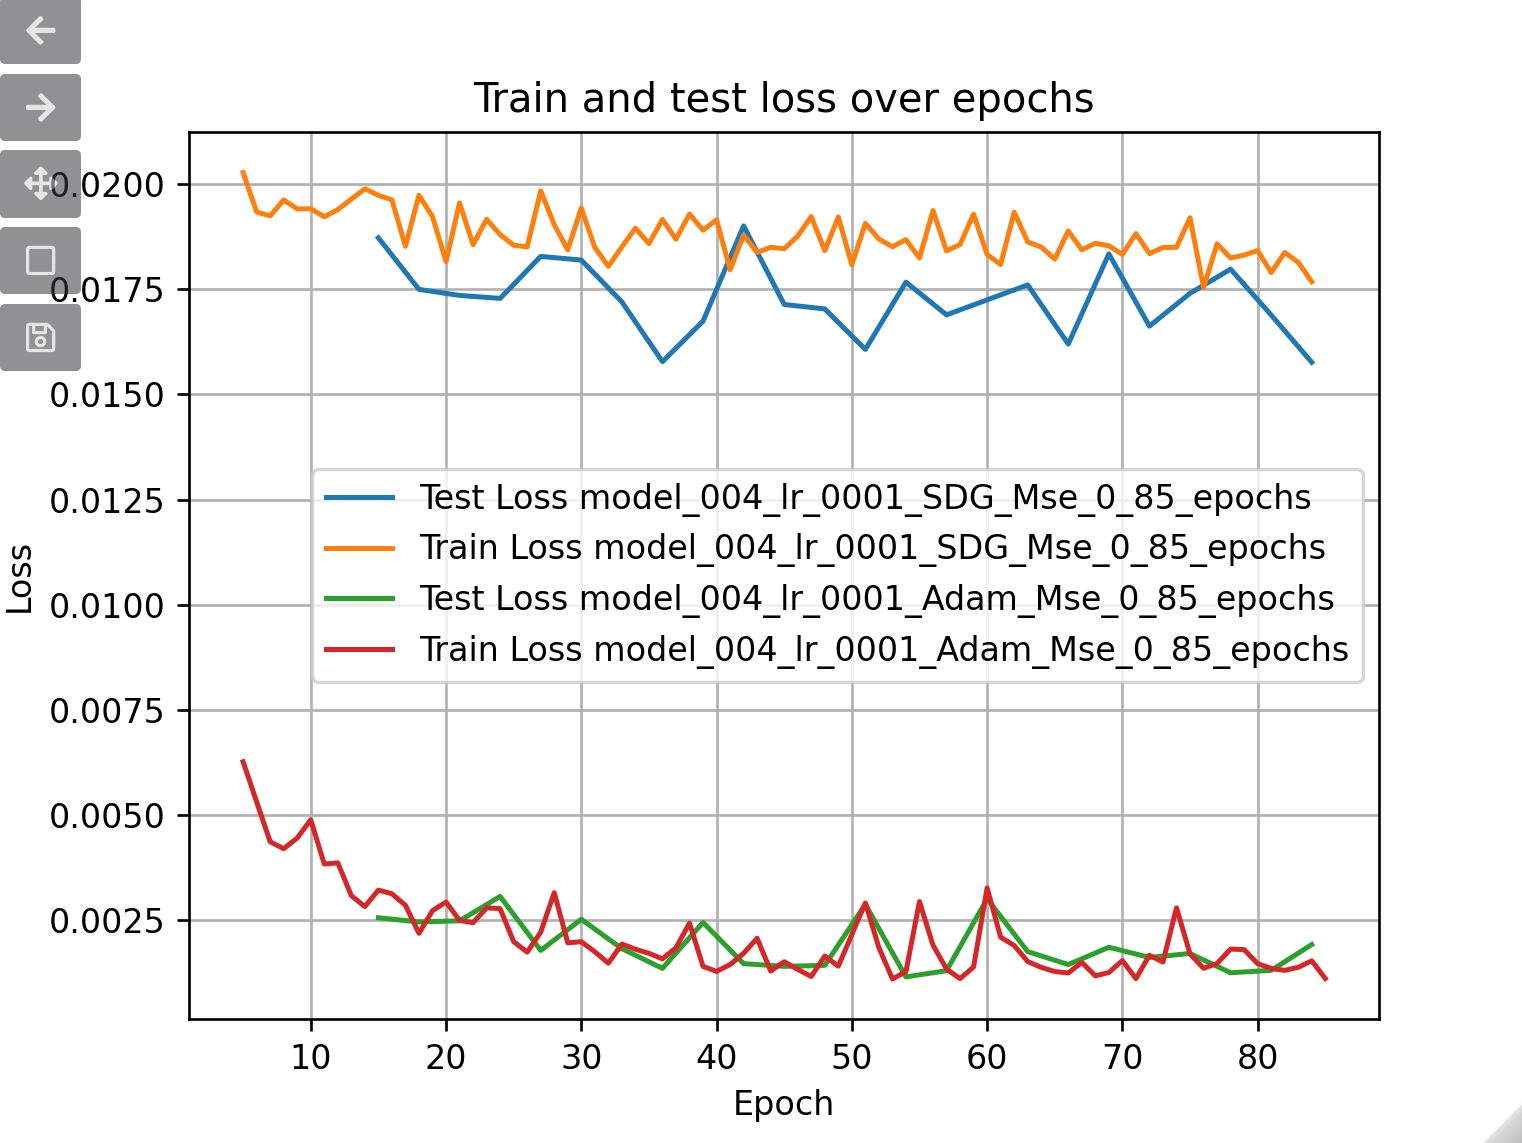 Train and test loss over epochs
0.0200
0.0175
0.0150
0.0125
0.0100
0.0075
0.0050
0.0025
Loss
Test Loss model_004_lr_0001_SDG_Mse_0_85_epochs
Train Loss model_004_lr_0001_SDG_Mse_0_85_epochs
Test Loss model_004_lr_0001_Adam_Mse_0_85_epochs
Train Loss model_004_lr_0001_Adam_Mse_0_85_epochs
10 20 30 40 50 60 70 80
Epoch